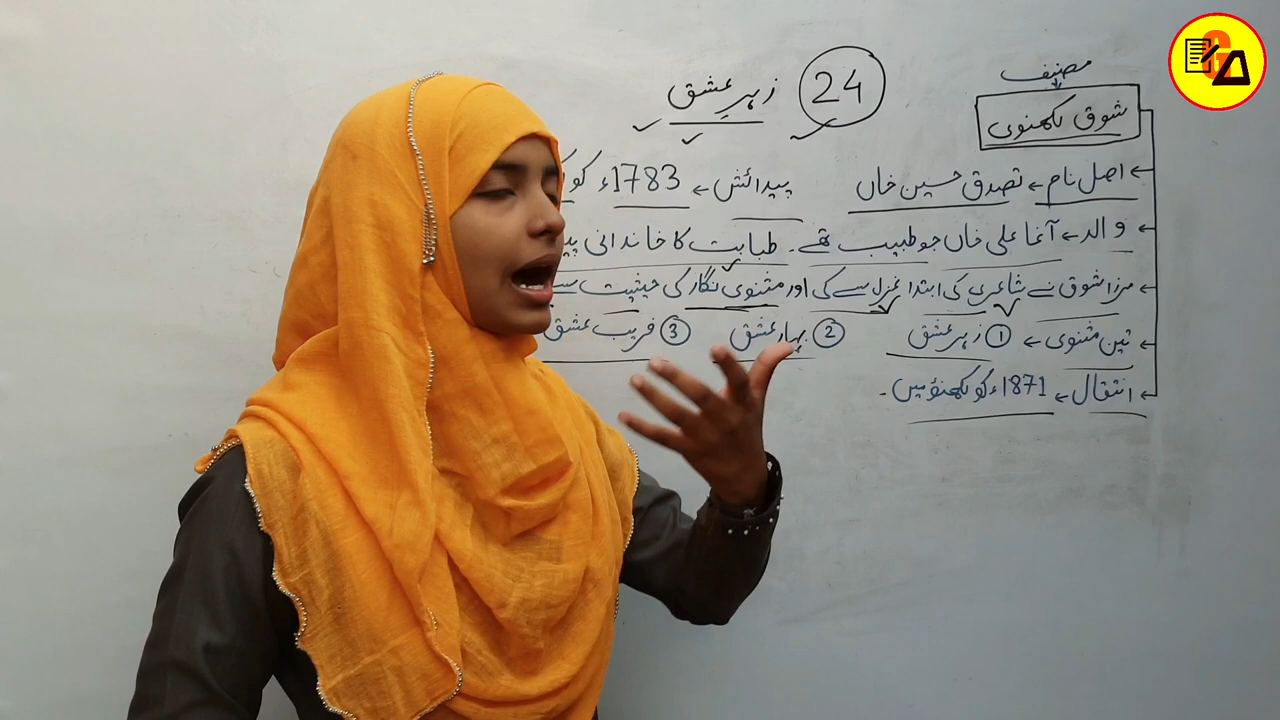 24 زہرِ عشق
مصنف
شوق لکھنوی
اصل نام ← تصدق حسین خاں پیدائش ← 1783ء کو
والد ← آغا علی خاں جو طبیب تھے۔ طبابت کا خاندانی
مرزا شوق نے شاعری کی ابتدا غزل سے کی اور مثنوی نگار کی حیثیت سے
تین مثنوی ← ① زہر عشق ② بہار عشق ③ فریب عشق
انتقال ← 1871ء کو لکھنؤ میں۔